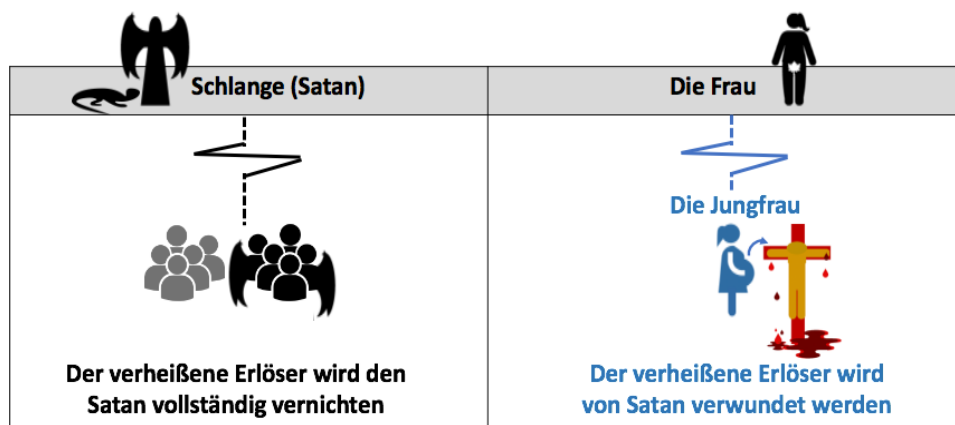 Schlange (Satan)
Die Frau
Die Jungfrau
Der verheißene Erlöser wird den
Satan vollständig vernichten
Der verheißene Erlöser wird
von Satan verwundet werden